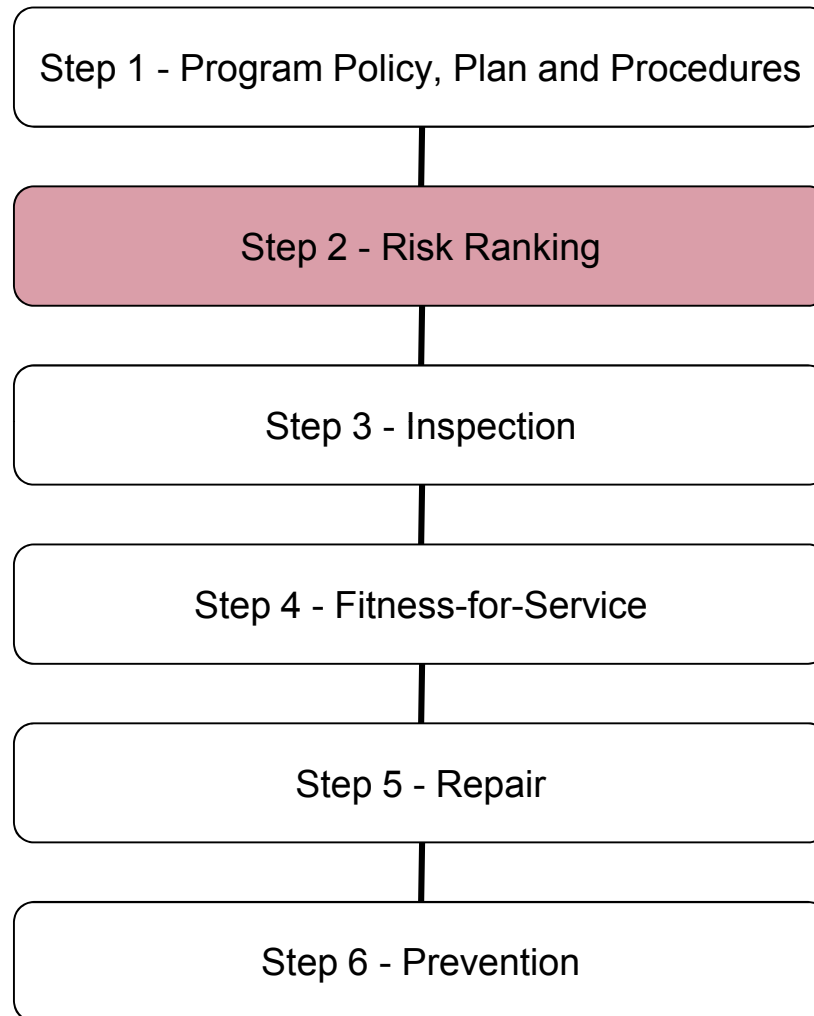 Step 1 - Program Policy, Plan and Procedures
Step 2 - Risk Ranking
Step 3 - Inspection
Step 4 - Fitness-for-Service
Step 5 - Repair
Step 6 - Prevention